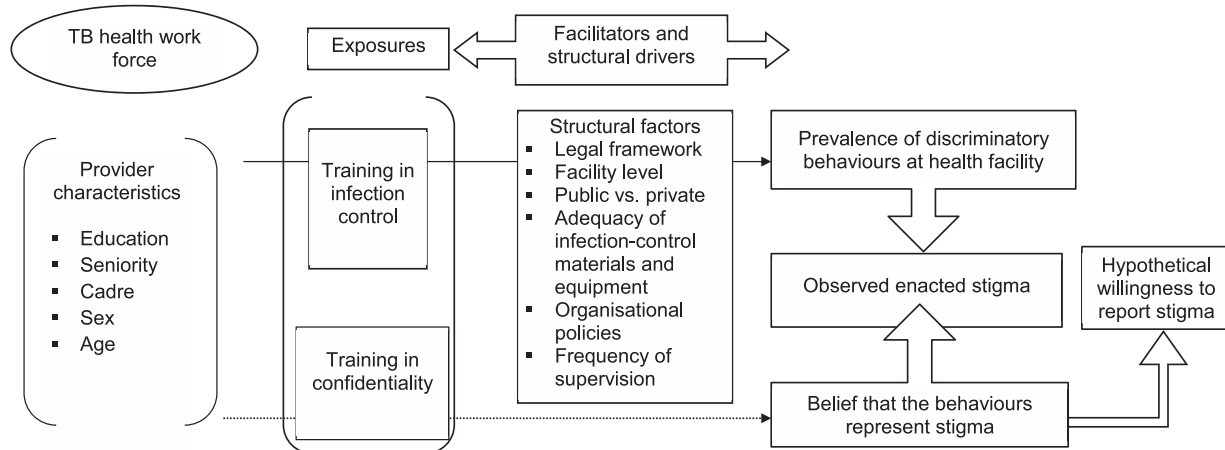 TB health work
force
Exposures
Facilitators and
structural drivers
Provider
characteristics
▪ Education
▪ Seniority
▪ Cadre
▪ Sex
▪ Age
Training in
infection
control
Training in
confidentiality
Structural factors
▪ Legal framework
▪ Facility level
▪ Public vs. private
▪ Adequacy of
infection-control
materials and
equipment
▪ Organisational
policies
▪ Frequency of
supervision
Prevalence of discriminatory
behaviours at health facility
Observed enacted stigma
Belief that the behaviours
represent stigma
Hypothetical
willingness to
report stigma